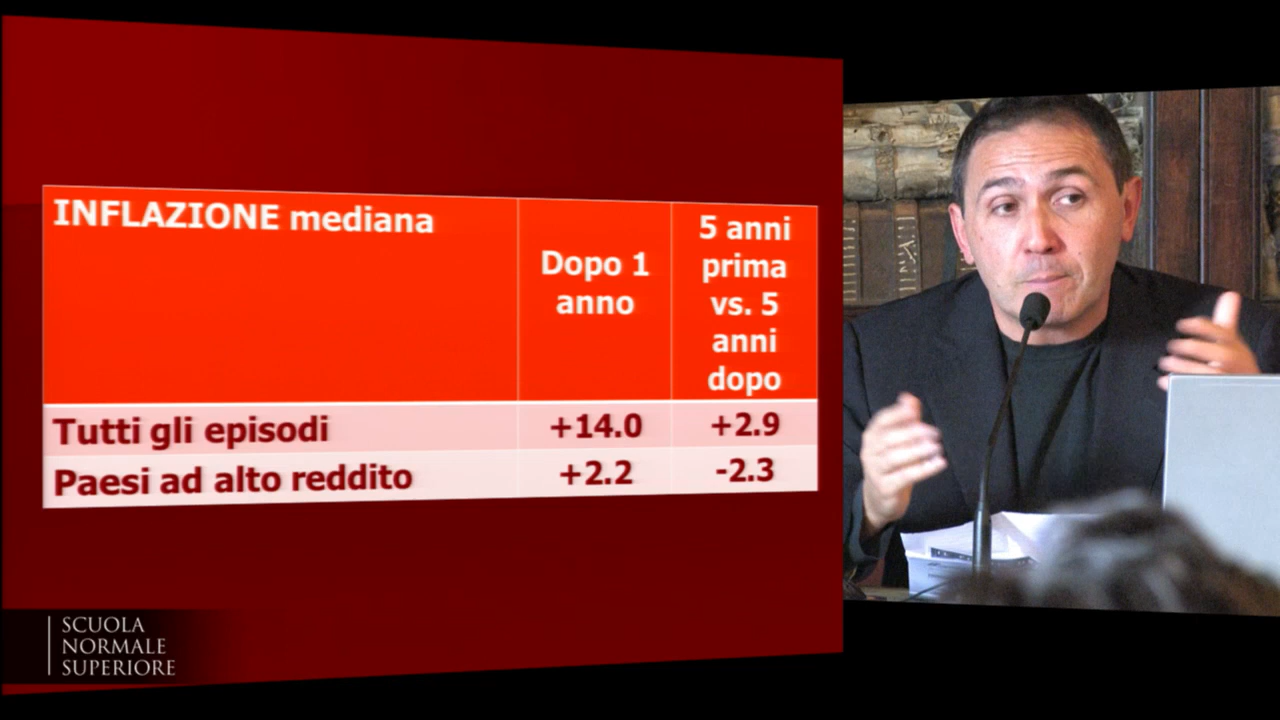 INFLAZIONE mediana
Dopo 1
anno
5 anni
prima
vs. 5
anni
dopo
Tutti gli episodi
+14.0
+2.9
Paesi ad alto reddito
+2.2
-2.3
SCUOLA
NORMALE
SUPERIORE